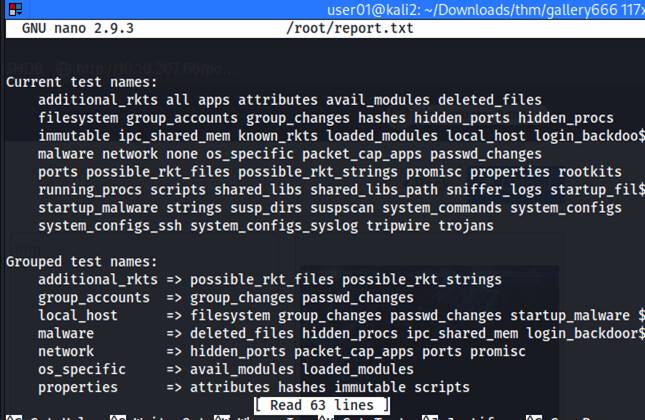 user01@kali2: ~/Downloads/thm/gallery666 117x
GNU nano 2.9.3 /root/report.txt
Current test names:
additional_rkts all apps attributes avail_modules deleted_files
filesystem group_accounts group_changes hashes hidden_ports hidden_procs
immutable ipc_shared_mem known_rkts loaded_modules local_host login_backdoo$
malware network none os_specific packet_cap_apps passwd_changes
ports possible_rkt_files possible_rkt_strings promisc properties rootkits
running_procs scripts shared_libs shared_libs_path sniffer_logs startup_fil$
startup_malware strings susp_dirs suspscan system_commands system_configs
system_configs_ssh system_configs_syslog tripwire trojans
Grouped test names:
additional_rkts => possible_rkt_files possible_rkt_strings
group_accounts => group_changes passwd_changes
local_host => filesystem group_changes passwd_changes startup_malware $
malware => deleted_files hidden_procs ipc_shared_mem login_backdoor$
network => hidden_ports packet_cap_apps ports promisc
os_specific => avail_modules loaded_modules
properties => attributes hashes immutable scripts
[ Read 63 lines ]